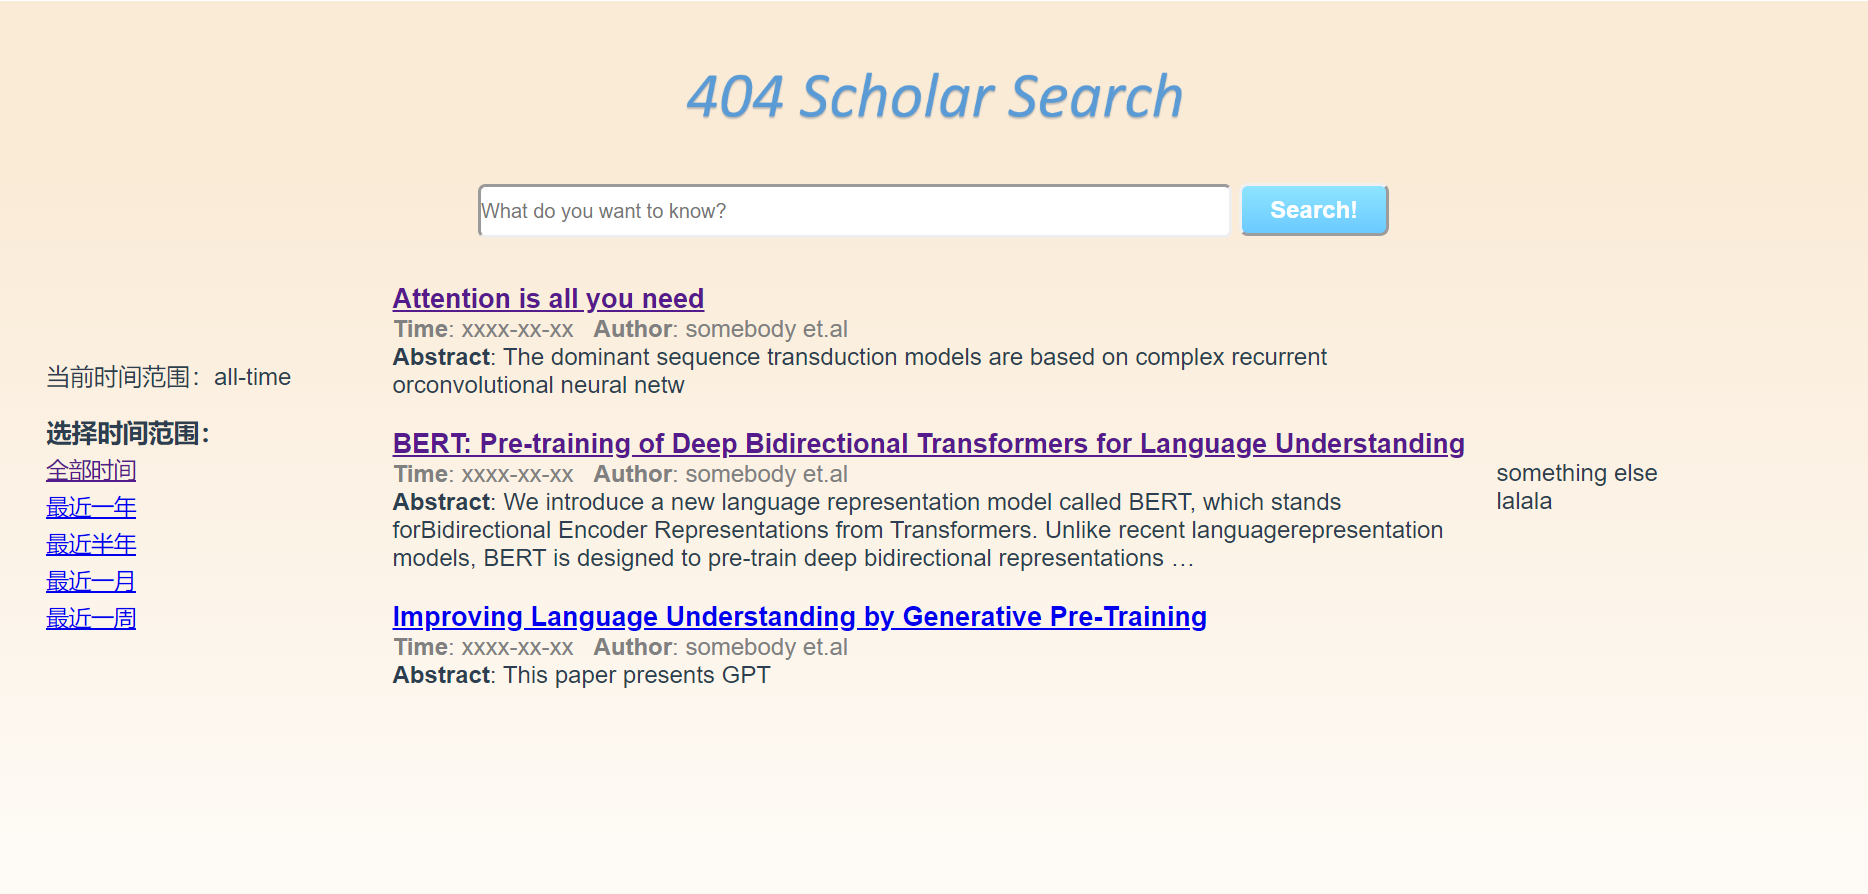 404 Scholar Search
What do you want to know?
Search!
当前时间范围：all-time
选择时间范围：
全部时间
最近一年
最近半年
最近一月
最近一周
Attention is all you need
Time: xxxx-xx-xx Author: somebody et.al
Abstract: The dominant sequence transduction models are based on complex recurrent
orconvolutional neural netw
BERT: Pre-training of Deep Bidirectional Transformers for Language Understanding
Time: xxxx-xx-xx Author: somebody et.al
Abstract: We introduce a new language representation model called BERT, which stands
forBidirectional Encoder Representations from Transformers. Unlike recent languagerepresentation
models, BERT is designed to pre-train deep bidirectional representations …
Improving Language Understanding by Generative Pre-Training
Time: xxxx-xx-xx Author: somebody et.al
Abstract: This paper presents GPT
something else
lalala